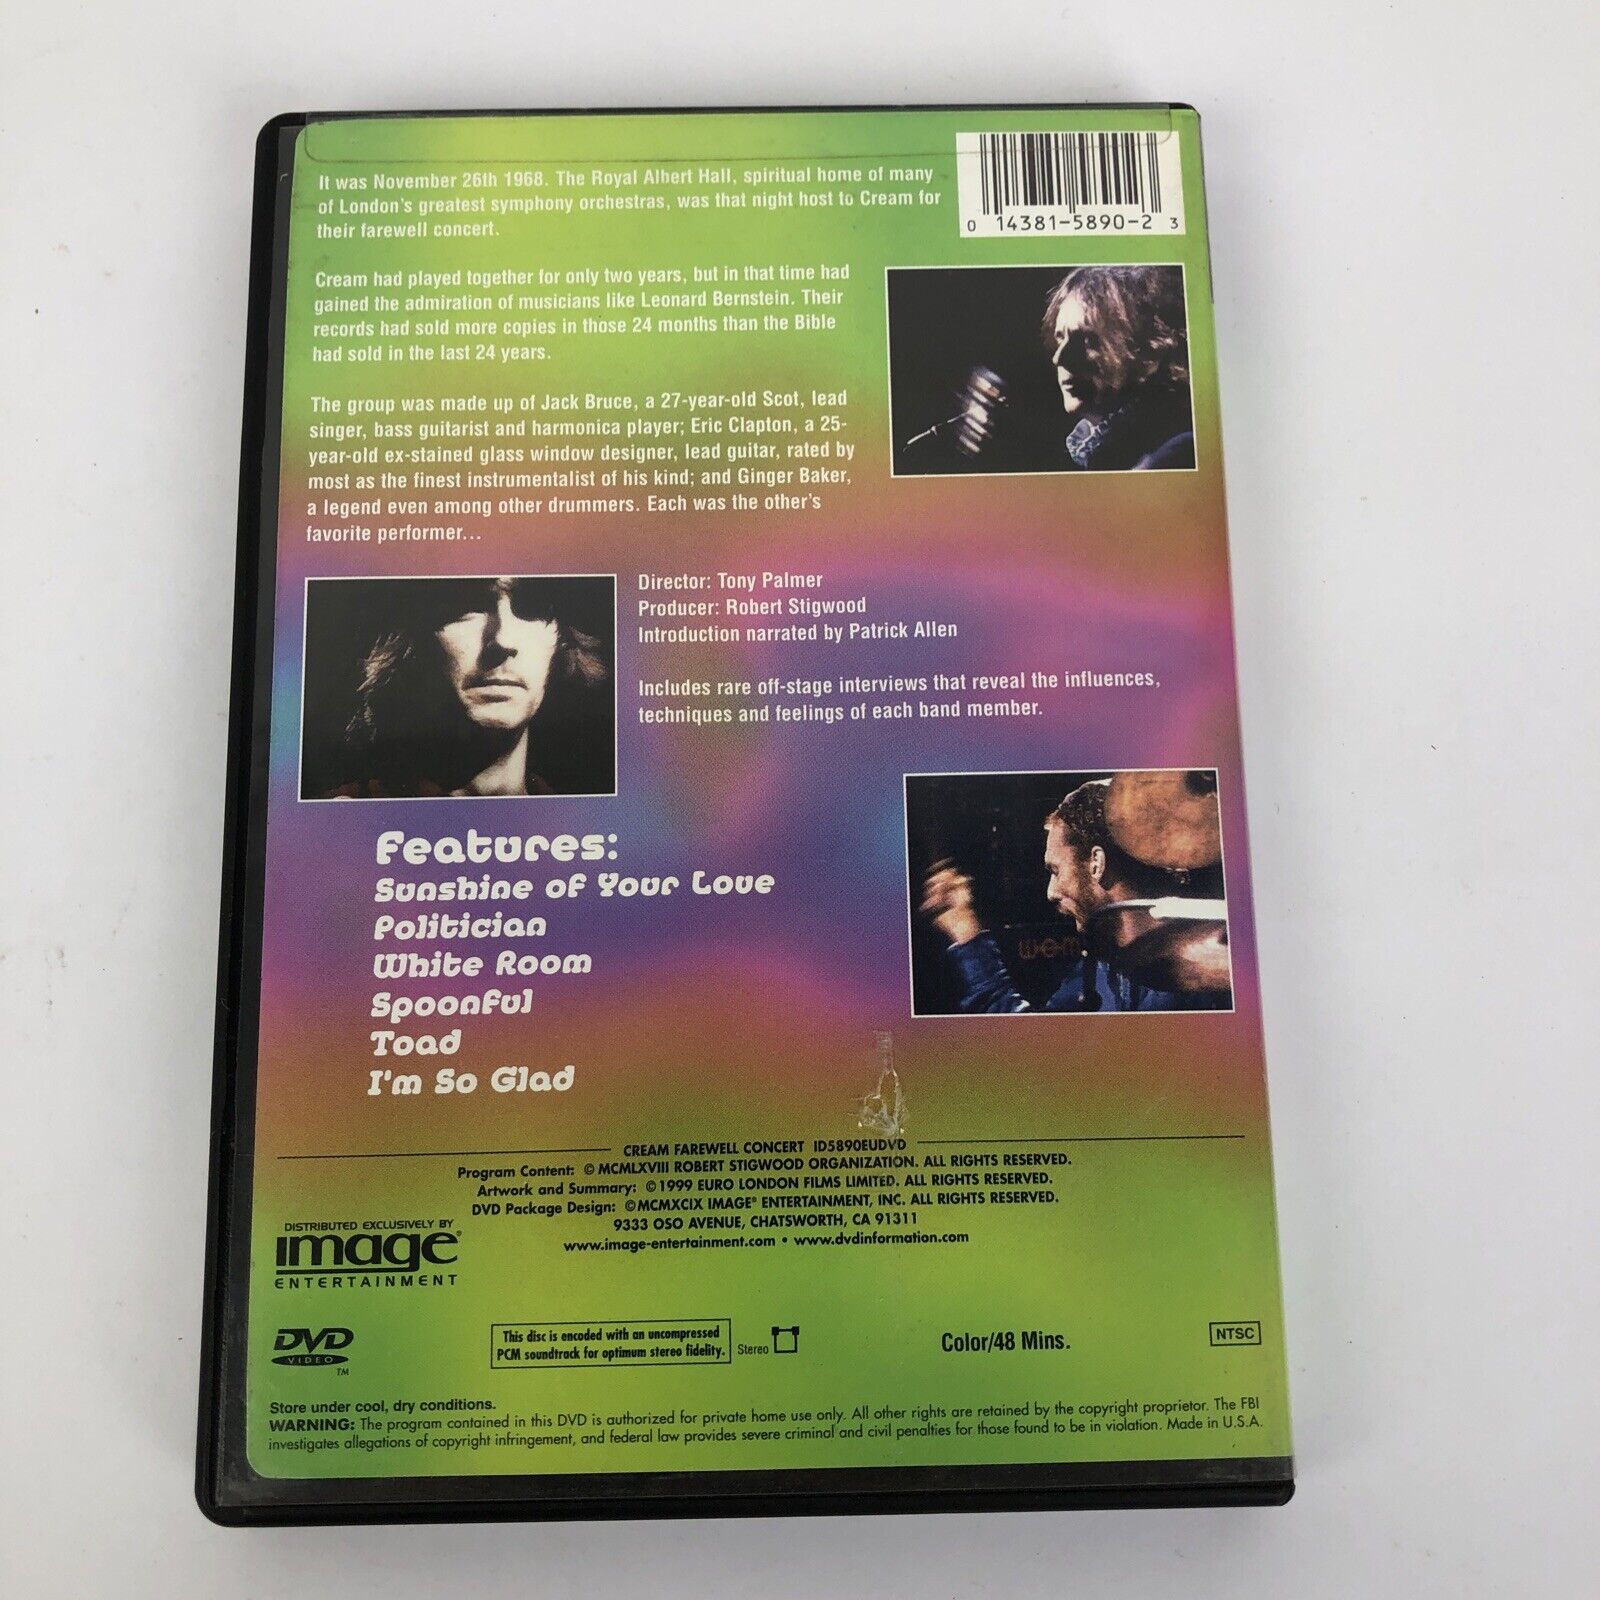 It was November 26th 1968. The Royal Albert Hall, spiritual home of many
of London's greatest symphony orchestras, was that night host to Cream for
their farewell concert.
0 14381-5890-2 3
Cream had played together for only two years, but in that time had
gained the admiration of musicians like Leonard Bernstein. Their
records had sold more copies in those 24 months than the Bible
had sold in the last 24 years.
The group was made up of Jack Bruce, a 27-year-old Scot, lead
singer, bass guitarist and harmonica player; Eric Clapton, a 25-
year-old ex-stained glass window designer, lead guitar, rated by
most as the finest instrumentalist of his kind; and Ginger Baker,
a legend even among other drummers. Each was the other's
favorite performer...
Director: Tony Palmer
Producer: Robert Stigwood
Introduction narrated by Patrick Allen
Includes rare off-stage interviews that reveal the influences,
techniques and feelings of each band member.
Features:
Sunshine of Your Love
Politician
White Room
Spoonful
Toad
I'm So Glad
CREAM FAREWELL CONCERT ID5890EUDVD
Program Content: © MCMLXVIII ROBERT STIGWOOD ORGANIZATION. ALL RIGHTS RESERVED.
Artwork and Summary: © 1999 EURO LONDON FILMS LIMITED. ALL RIGHTS RESERVED.
DVD Package Design: © MCMXCIX IMAGE® ENTERTAINMENT, INC. ALL RIGHTS RESERVED.
9333 OSO AVENUE, CHATSWORTH, CA 91311
www.image-entertainment.com • www.dvdinformation.com
DISTRIBUTED EXCLUSIVELY BY
image®
ENTERTAINMENT
DVD
VIDEO
TM
This disc is encoded with an uncompressed
PCM soundtrack for optimum stereo fidelity.
Stereo
Color/48 Mins.
NTSC
Store under cool, dry conditions.
WARNING: The program contained in this DVD is authorized for private home use only. All other rights are retained by the copyright proprietor. The FBI
investigates allegations of copyright infringement, and federal law provides severe criminal and civil penalties for those found to be in violation. Made in U.S.A.